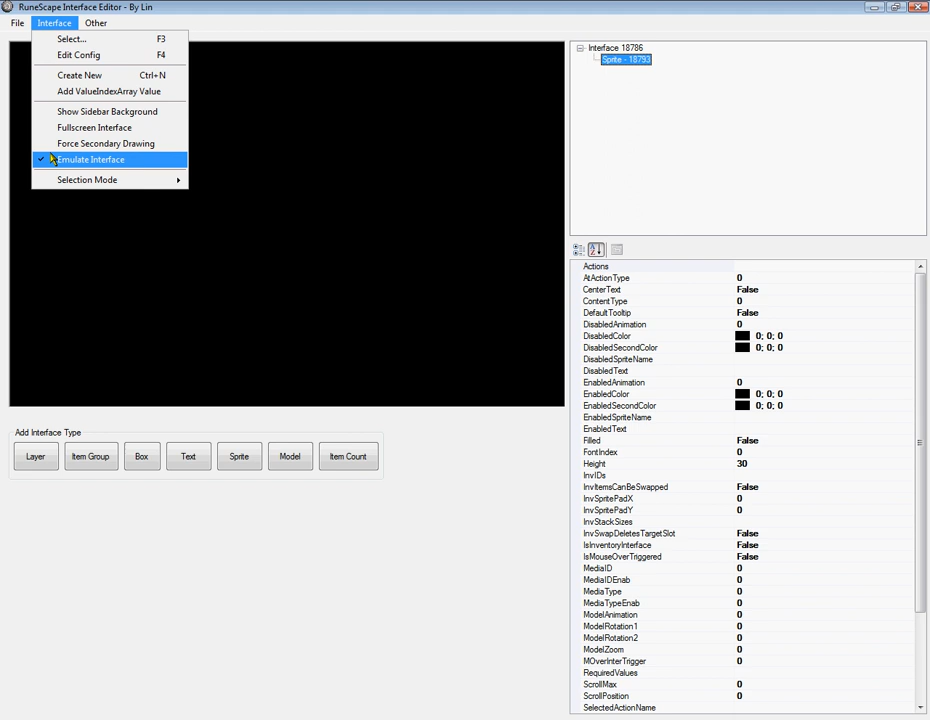 RuneScape Interface Editor - By Lin
File Interface Other
Select... F3
Edit Config F4
Create New Ctrl+N
Add ValueIndexArray Value
Show Sidebar Background
Fullscreen Interface
Force Secondary Drawing
Emulate Interface
Selection Mode
Interface 18786
Sprite - 18793
Add Interface Type
Layer Item Group Box Text Sprite Model Item Count
Actions
AtActionType 0
CenterText False
ContentType 0
DefaultTooltip False
DisabledAnimation 0
DisabledColor 0; 0; 0
DisabledSecondColor 0; 0; 0
DisabledSpriteName
DisabledText
EnabledAnimation 0
EnabledColor 0; 0; 0
EnabledSecondColor 0; 0; 0
EnabledSpriteName
EnabledText
Filled False
FontIndex 0
Height 30
InvIDs
InvItemsCanBeSwapped False
InvSpritePadX 0
InvSpritePadY 0
InvStackSizes
InvSwapDeletesTargetSlot False
IsInventoryInterface False
IsMouseOverTriggered False
MediaID 0
MediaIDEnab 0
MediaType 0
MediaTypeEnab 0
ModelAnimation 0
ModelRotation1 0
ModelRotation2 0
ModelZoom 0
MOverInterTrigger 0
RequiredValues
ScrollMax 0
ScrollPosition 0
SelectedActionName